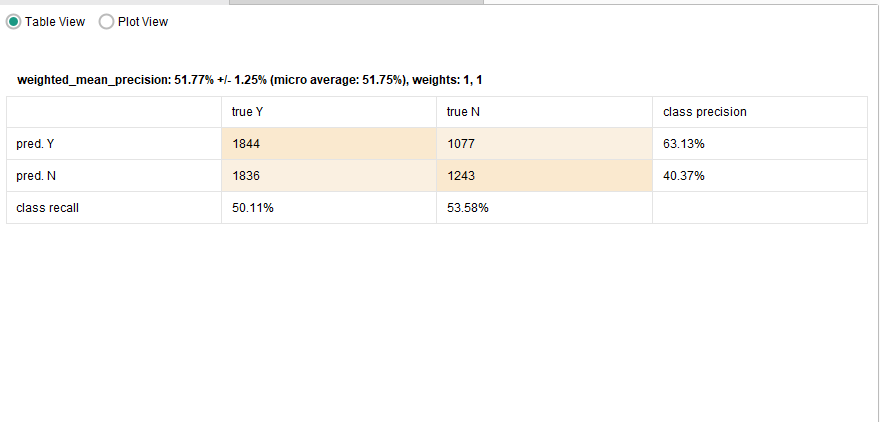 Table View Plot View
weighted_mean_precision: 51.77% +/- 1.25% (micro average: 51.75%), weights: 1, 1
true Y true N class precision
pred. Y 1844 1077 63.13%
pred. N 1836 1243 40.37%
class recall 50.11% 53.58%